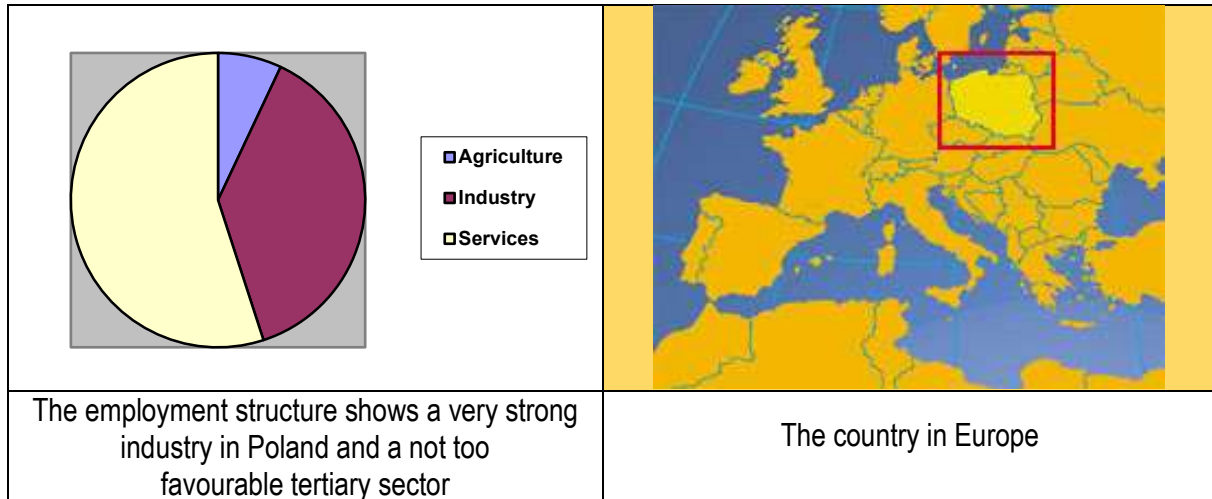 Agriculture
Industry
Services
The employment structure shows a very strong
industry in Poland and a not too
favourable tertiary sector
The country in Europe